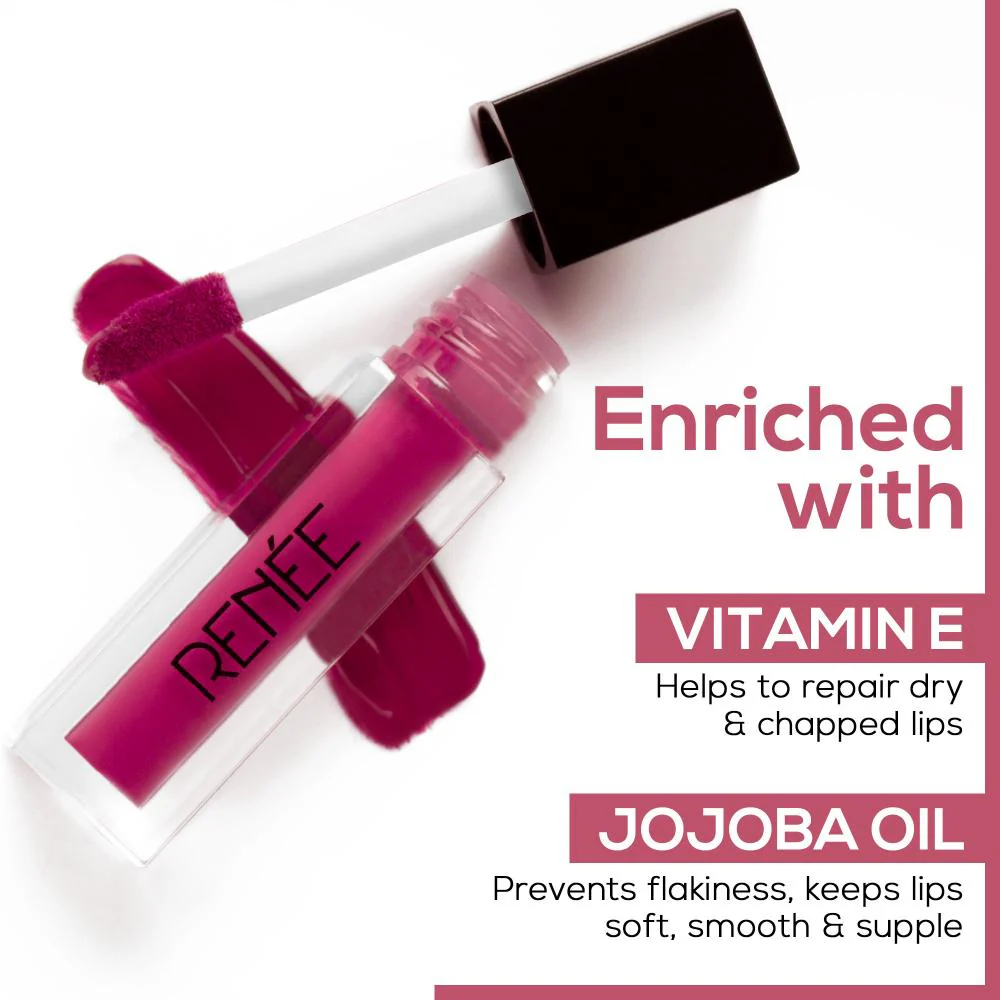 RENÉE
Enriched
with
VITAMIN E
Helps to repair dry
& chapped lips
JOJOBA OIL
Prevents flakiness, keeps lips
soft, smooth & supple